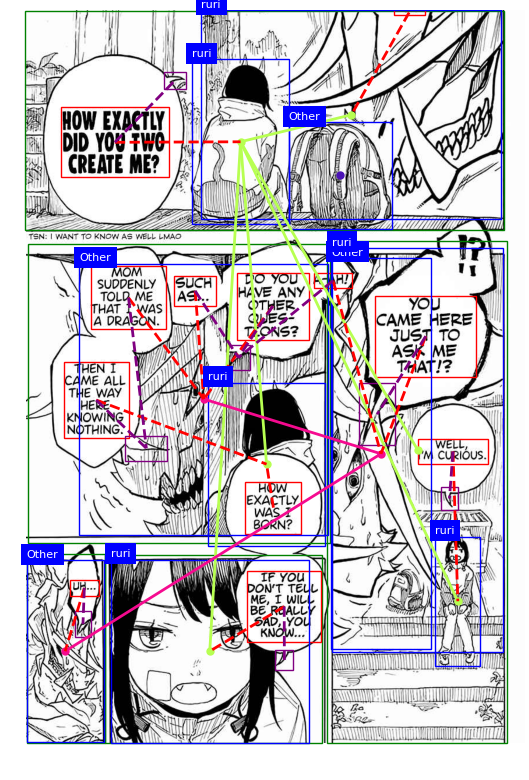 ruri
ruri
Other
HOW EXACTLY
DID YOU TWO
CREATE ME?
TSN: I WANT TO KNOW AS WELL LMAO
ruri
Other
!?
YOU
CAME HERE
JUST TO
ASK ME
THAT!?
AH!
DO YOU
HAVE ANY
OTHER
QUES-
TIONS?
SUCH
AS...
Other
MOM
SUDDENLY
TOLD ME
THAT I WAS
A DRAGON.
THEN I
CAME ALL
THE WAY
HERE
KNOWING
NOTHING.
ruri
HOW
EXACTLY
WAS I
BORN?
WELL,
I'M CURIOUS.
ruri
ruri
IF YOU
DON'T TELL
ME, I WILL
BE REALLY
SAD, YOU
KNOW...
Other
UH...